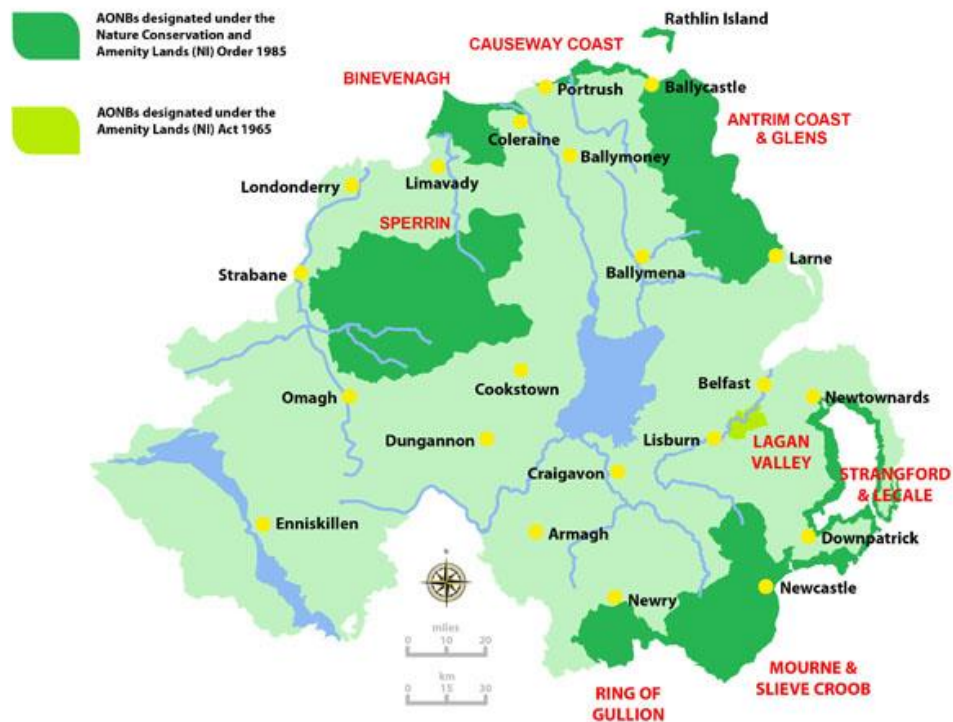 AONBs designated under the
Nature Conservation and
Amenity Lands (NI) Order 1985
AONBs designated under the
Amenity Lands (NI) Act 1965
Rathlin Island
CAUSEWAY COAST
BINEVENAGH
Portrush
Ballycastle
ANTRIM COAST
& GLENS
Coleraine
Ballymoney
Londonderry
Limavady
SPERRIN
Strabane
Ballymena
Larne
Omagh
Cookstown
Belfast
Newtownards
Dungannon
Lisburn
LAGAN
VALLEY
Craigavon
STRANGFORD
& LECALE
Enniskillen
Armagh
Downpatrick
Newry
Newcastle
miles
0 10 20
0 15 30
km
RING OF
GULLION
MOURNE &
SLIEVE CROOB